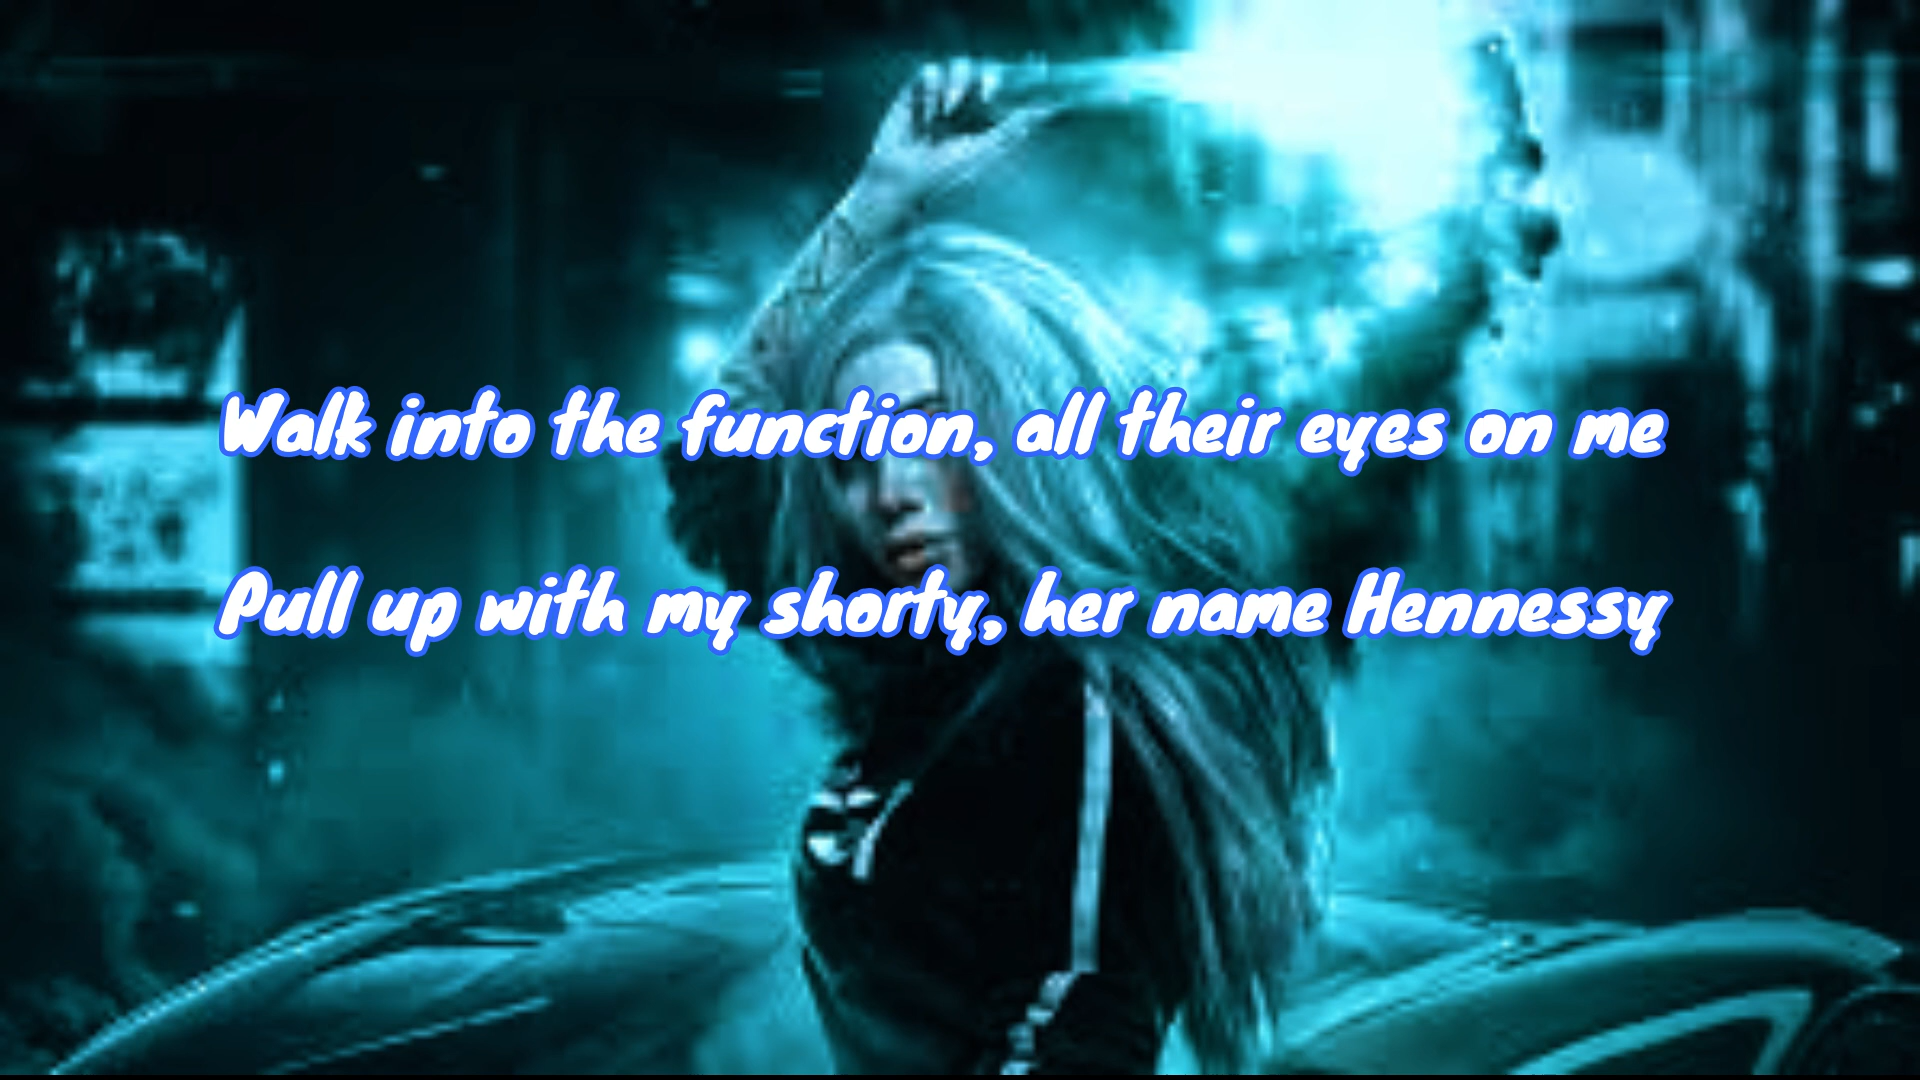 Walk into the function, all their eyes on me
Pull up with my shorty, her name Hennessy